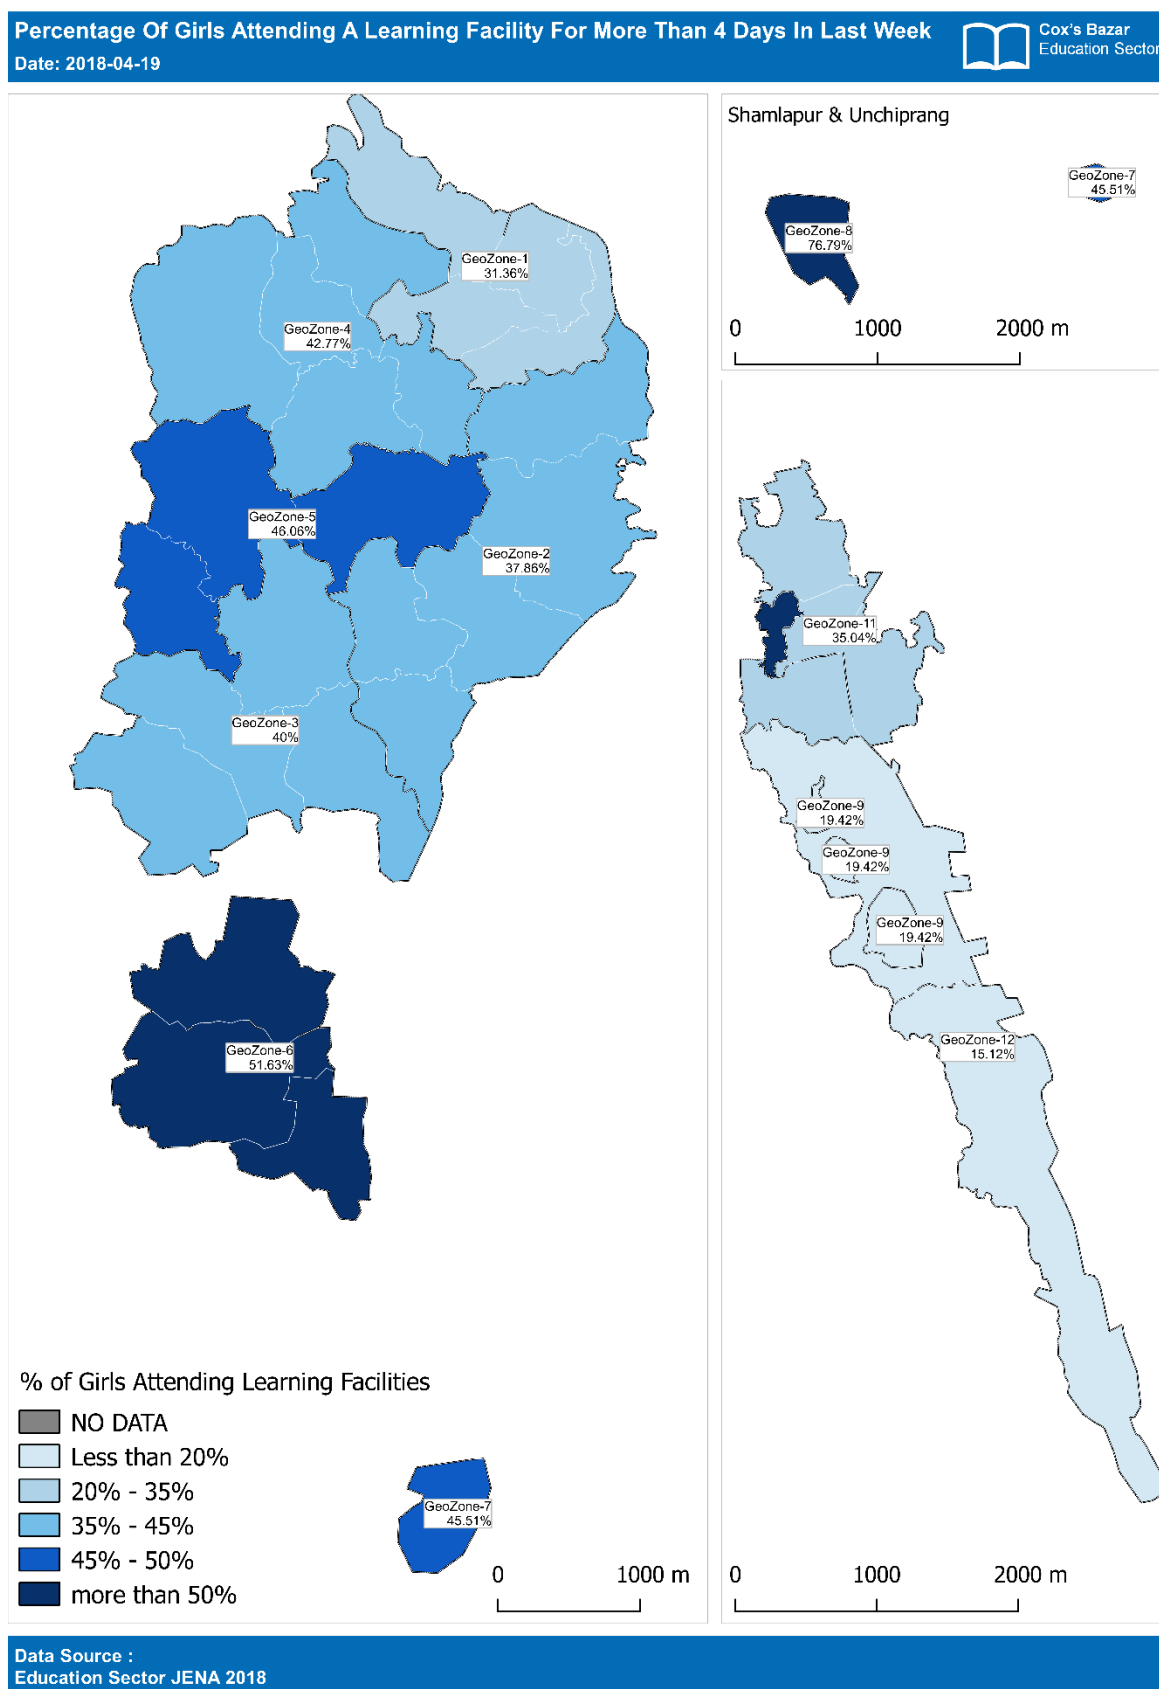 Percentage Of Girls Attending A Learning Facility For More Than 4 Days In Last Week
Date: 2018-04-19
Cox's Bazar
Education Sector
GeoZone-1
31.36%
GeoZone-4
42.77%
GeoZone-5
46.06%
GeoZone-2
37.86%
GeoZone-3
40%
GeoZone-6
51.63%
% of Girls Attending Learning Facilities
NO DATA
Less than 20%
20% - 35%
35% - 45%
45% - 50%
more than 50%
GeoZone-7
45.51%
0 1000 m
Shamlapur & Unchiprang
GeoZone-7
45.51%
GeoZone-8
76.79%
0 1000 2000 m
GeoZone-11
35.04%
GeoZone-9
19.42%
GeoZone-9
19.42%
GeoZone-9
19.42%
GeoZone-12
15.12%
0 1000 2000 m
Data Source :
Education Sector JENA 2018